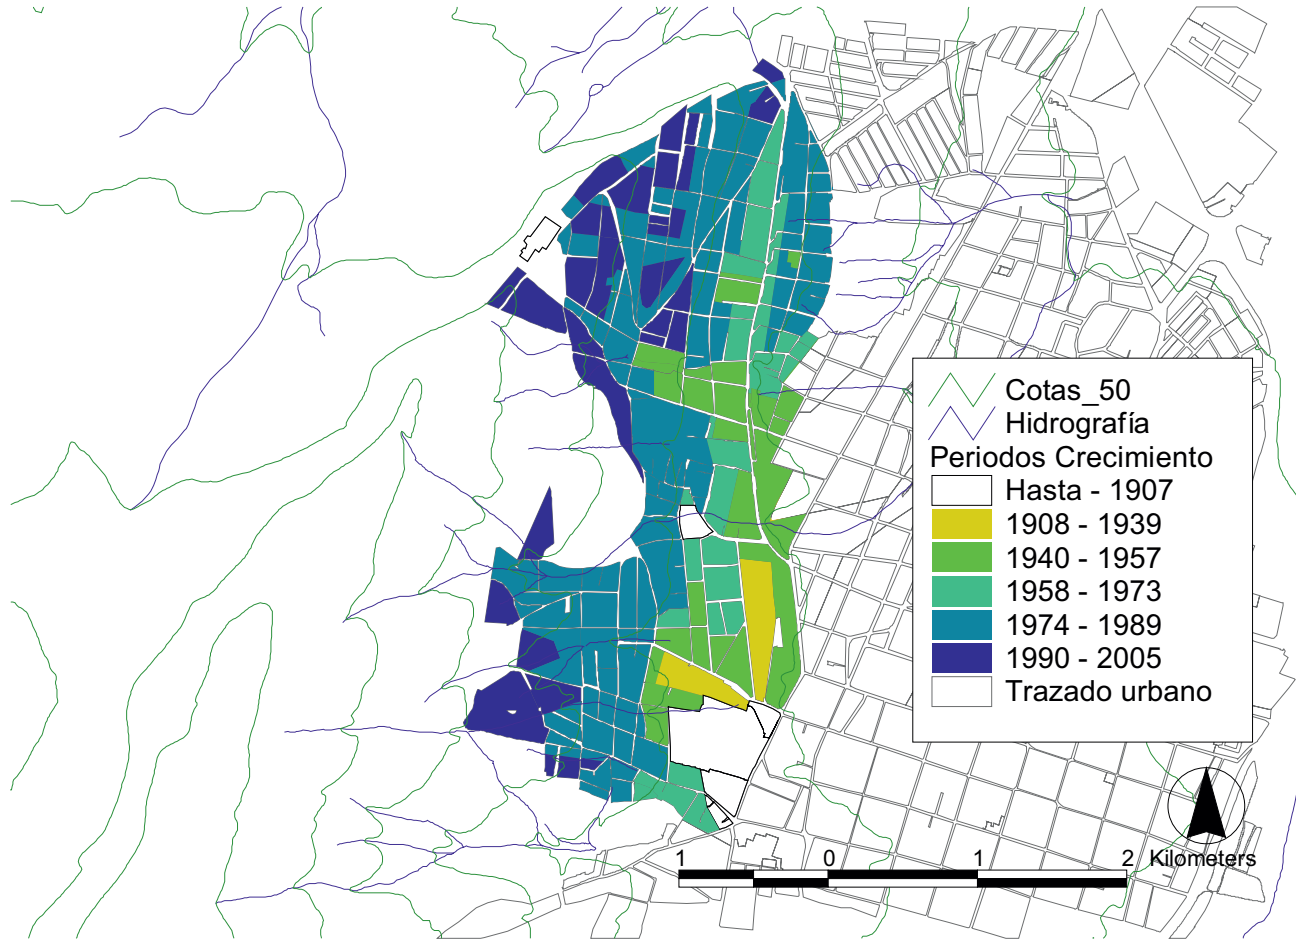 Cotas_50
Hidrografía
Periodos Crecimiento
Hasta - 1907
1908 - 1939
1940 - 1957
1958 - 1973
1974 - 1989
1990 - 2005
Trazado urbano
1 0 1 2 Kilometers